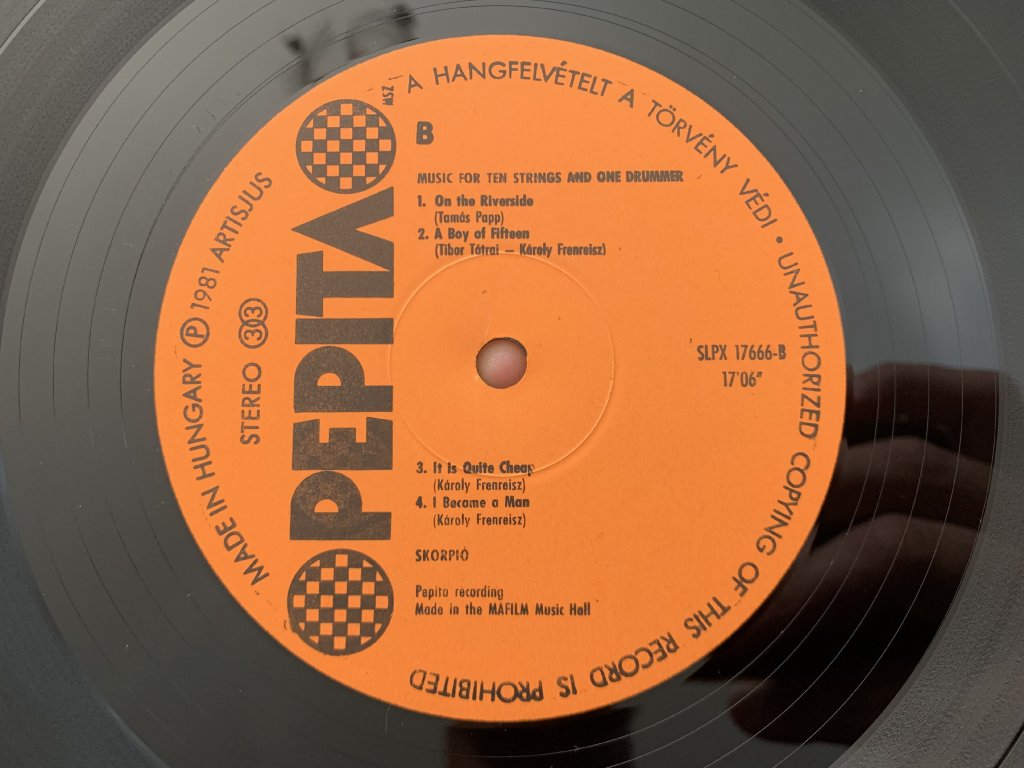 A HANGFELVÉTELT A TÖRVÉNY VÉDI • UNAUTHORIZED COPYING OF THIS RECORD IS PROHIBITED
MADE IN HUNGARY Ⓟ 1981 ARTISJUS
STEREO 33
PEPITA
MSZ
B
MUSIC FOR TEN STRINGS AND ONE DRUMMER
1. On the Riverside
(Tamás Papp)
2. A Boy of Fifteen
(Tibor Tátrai – Károly Frenreisz)
SLPX 17666-B
17'06"
3. It is Quite Cheap
(Károly Frenreisz)
4. I Became a Man
(Károly Frenreisz)
SKORPIÓ
Pepita recording
Made in the MAFILM Music Hall